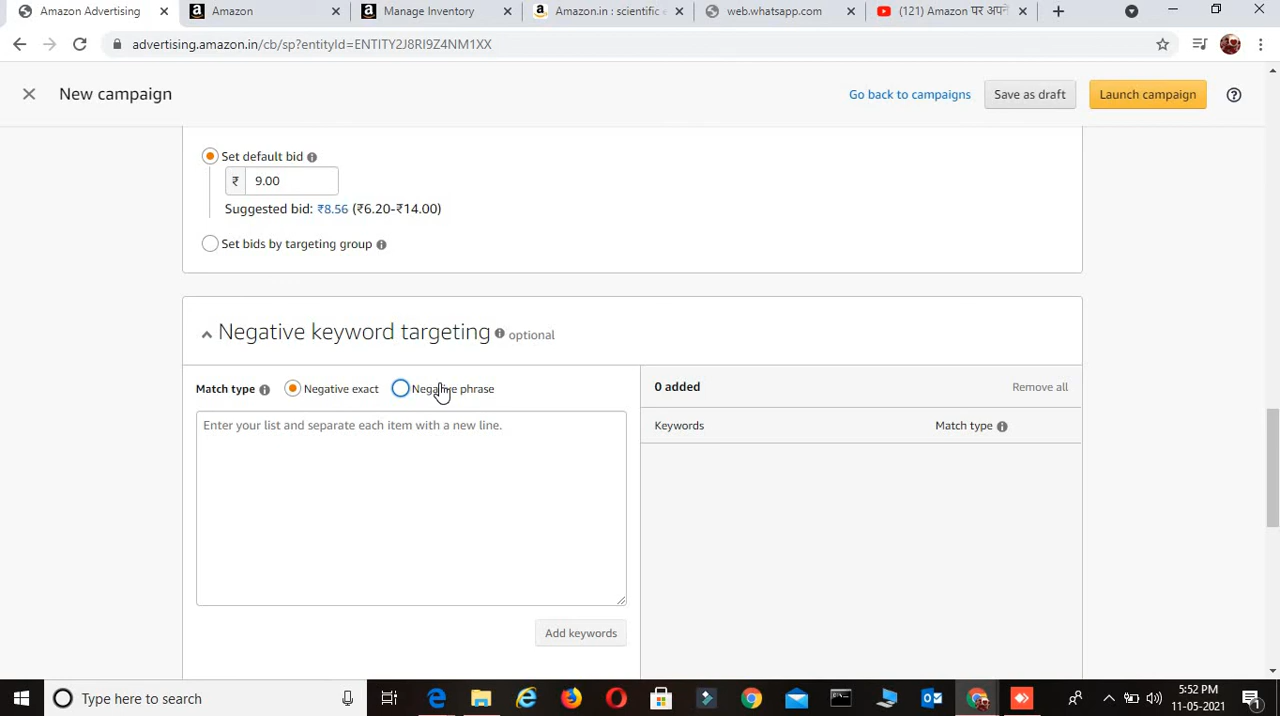 Amazon Advertising
Amazon
Manage Inventory
Amazon.in : scientific c
web.whatsapp.com
(121) Amazon पर अपने
advertising.amazon.in/cb/sp?entityId=ENTITY2J8RI9Z4NM1XX
New campaign
Go back to campaigns
Save as draft
Launch campaign
Set default bid
₹ 9.00
Suggested bid: ₹8.56 (₹6.20-₹14.00)
Set bids by targeting group
Negative keyword targeting optional
Match type
Negative exact
Negative phrase
0 added
Remove all
Enter your list and separate each item with a new line.
Keywords
Match type
Add keywords
Type here to search
5:52 PM
11-05-2021
1